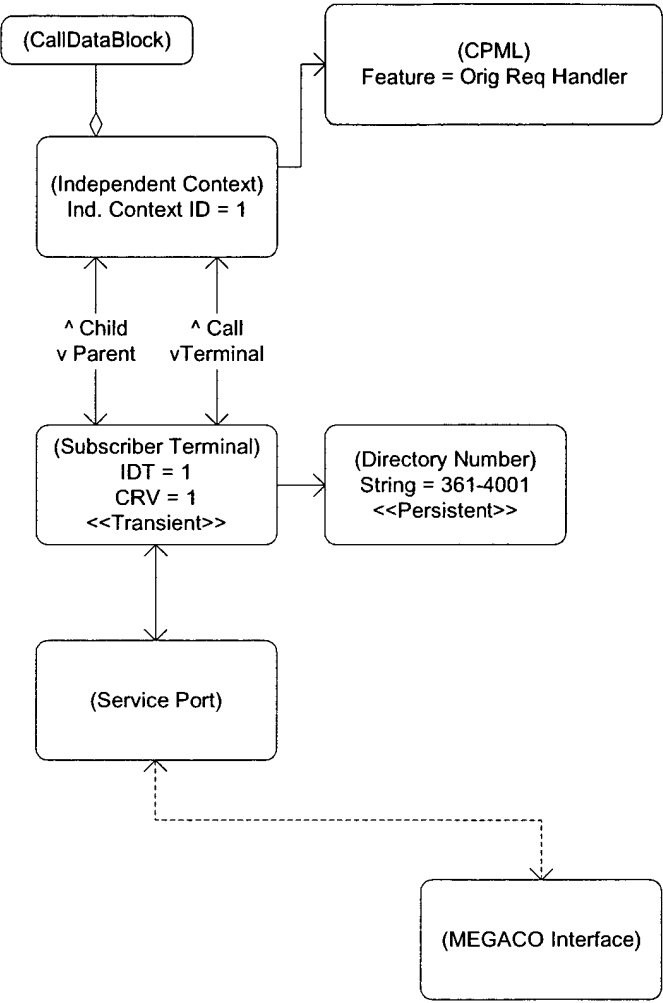 (CallDataBlock)
(CPML)
Feature = Orig Req Handler
(Independent Context)
Ind. Context ID = 1
^ Child
v Parent
^ Call
vTerminal
(Subscriber Terminal)
IDT = 1
CRV = 1
<<Transient>>
(Directory Number)
String = 361-4001
<<Persistent>>
(Service Port)
(MEGACO Interface)